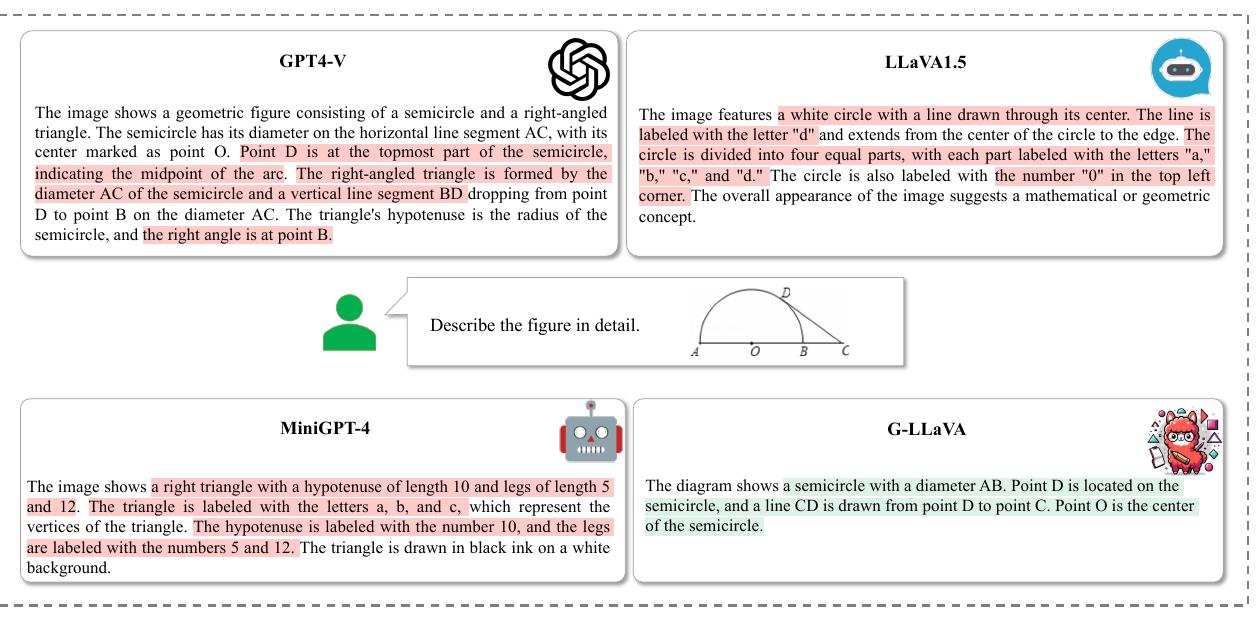 GPT4-V
The image shows a geometric figure consisting of a semicircle and a right-angled
triangle. The semicircle has its diameter on the horizontal line segment AC, with its
center marked as point O. Point D is at the topmost part of the semicircle,
indicating the midpoint of the arc. The right-angled triangle is formed by the
diameter AC of the semicircle and a vertical line segment BD dropping from point
D to point B on the diameter AC. The triangle's hypotenuse is the radius of the
semicircle, and the right angle is at point B.
LLaVA1.5
The image features a white circle with a line drawn through its center. The line is
labeled with the letter "d" and extends from the center of the circle to the edge. The
circle is divided into four equal parts, with each part labeled with the letters "a,"
"b," "c," and "d." The circle is also labeled with the number "0" in the top left
corner. The overall appearance of the image suggests a mathematical or geometric
concept.
Describe the figure in detail.
D
A O B C
MiniGPT-4
The image shows a right triangle with a hypotenuse of length 10 and legs of length 5
and 12. The triangle is labeled with the letters a, b, and c, which represent the
vertices of the triangle. The hypotenuse is labeled with the number 10, and the legs
are labeled with the numbers 5 and 12. The triangle is drawn in black ink on a white
background.
G-LLaVA
The diagram shows a semicircle with a diameter AB. Point D is located on the
semicircle, and a line CD is drawn from point D to point C. Point O is the center
of the semicircle.